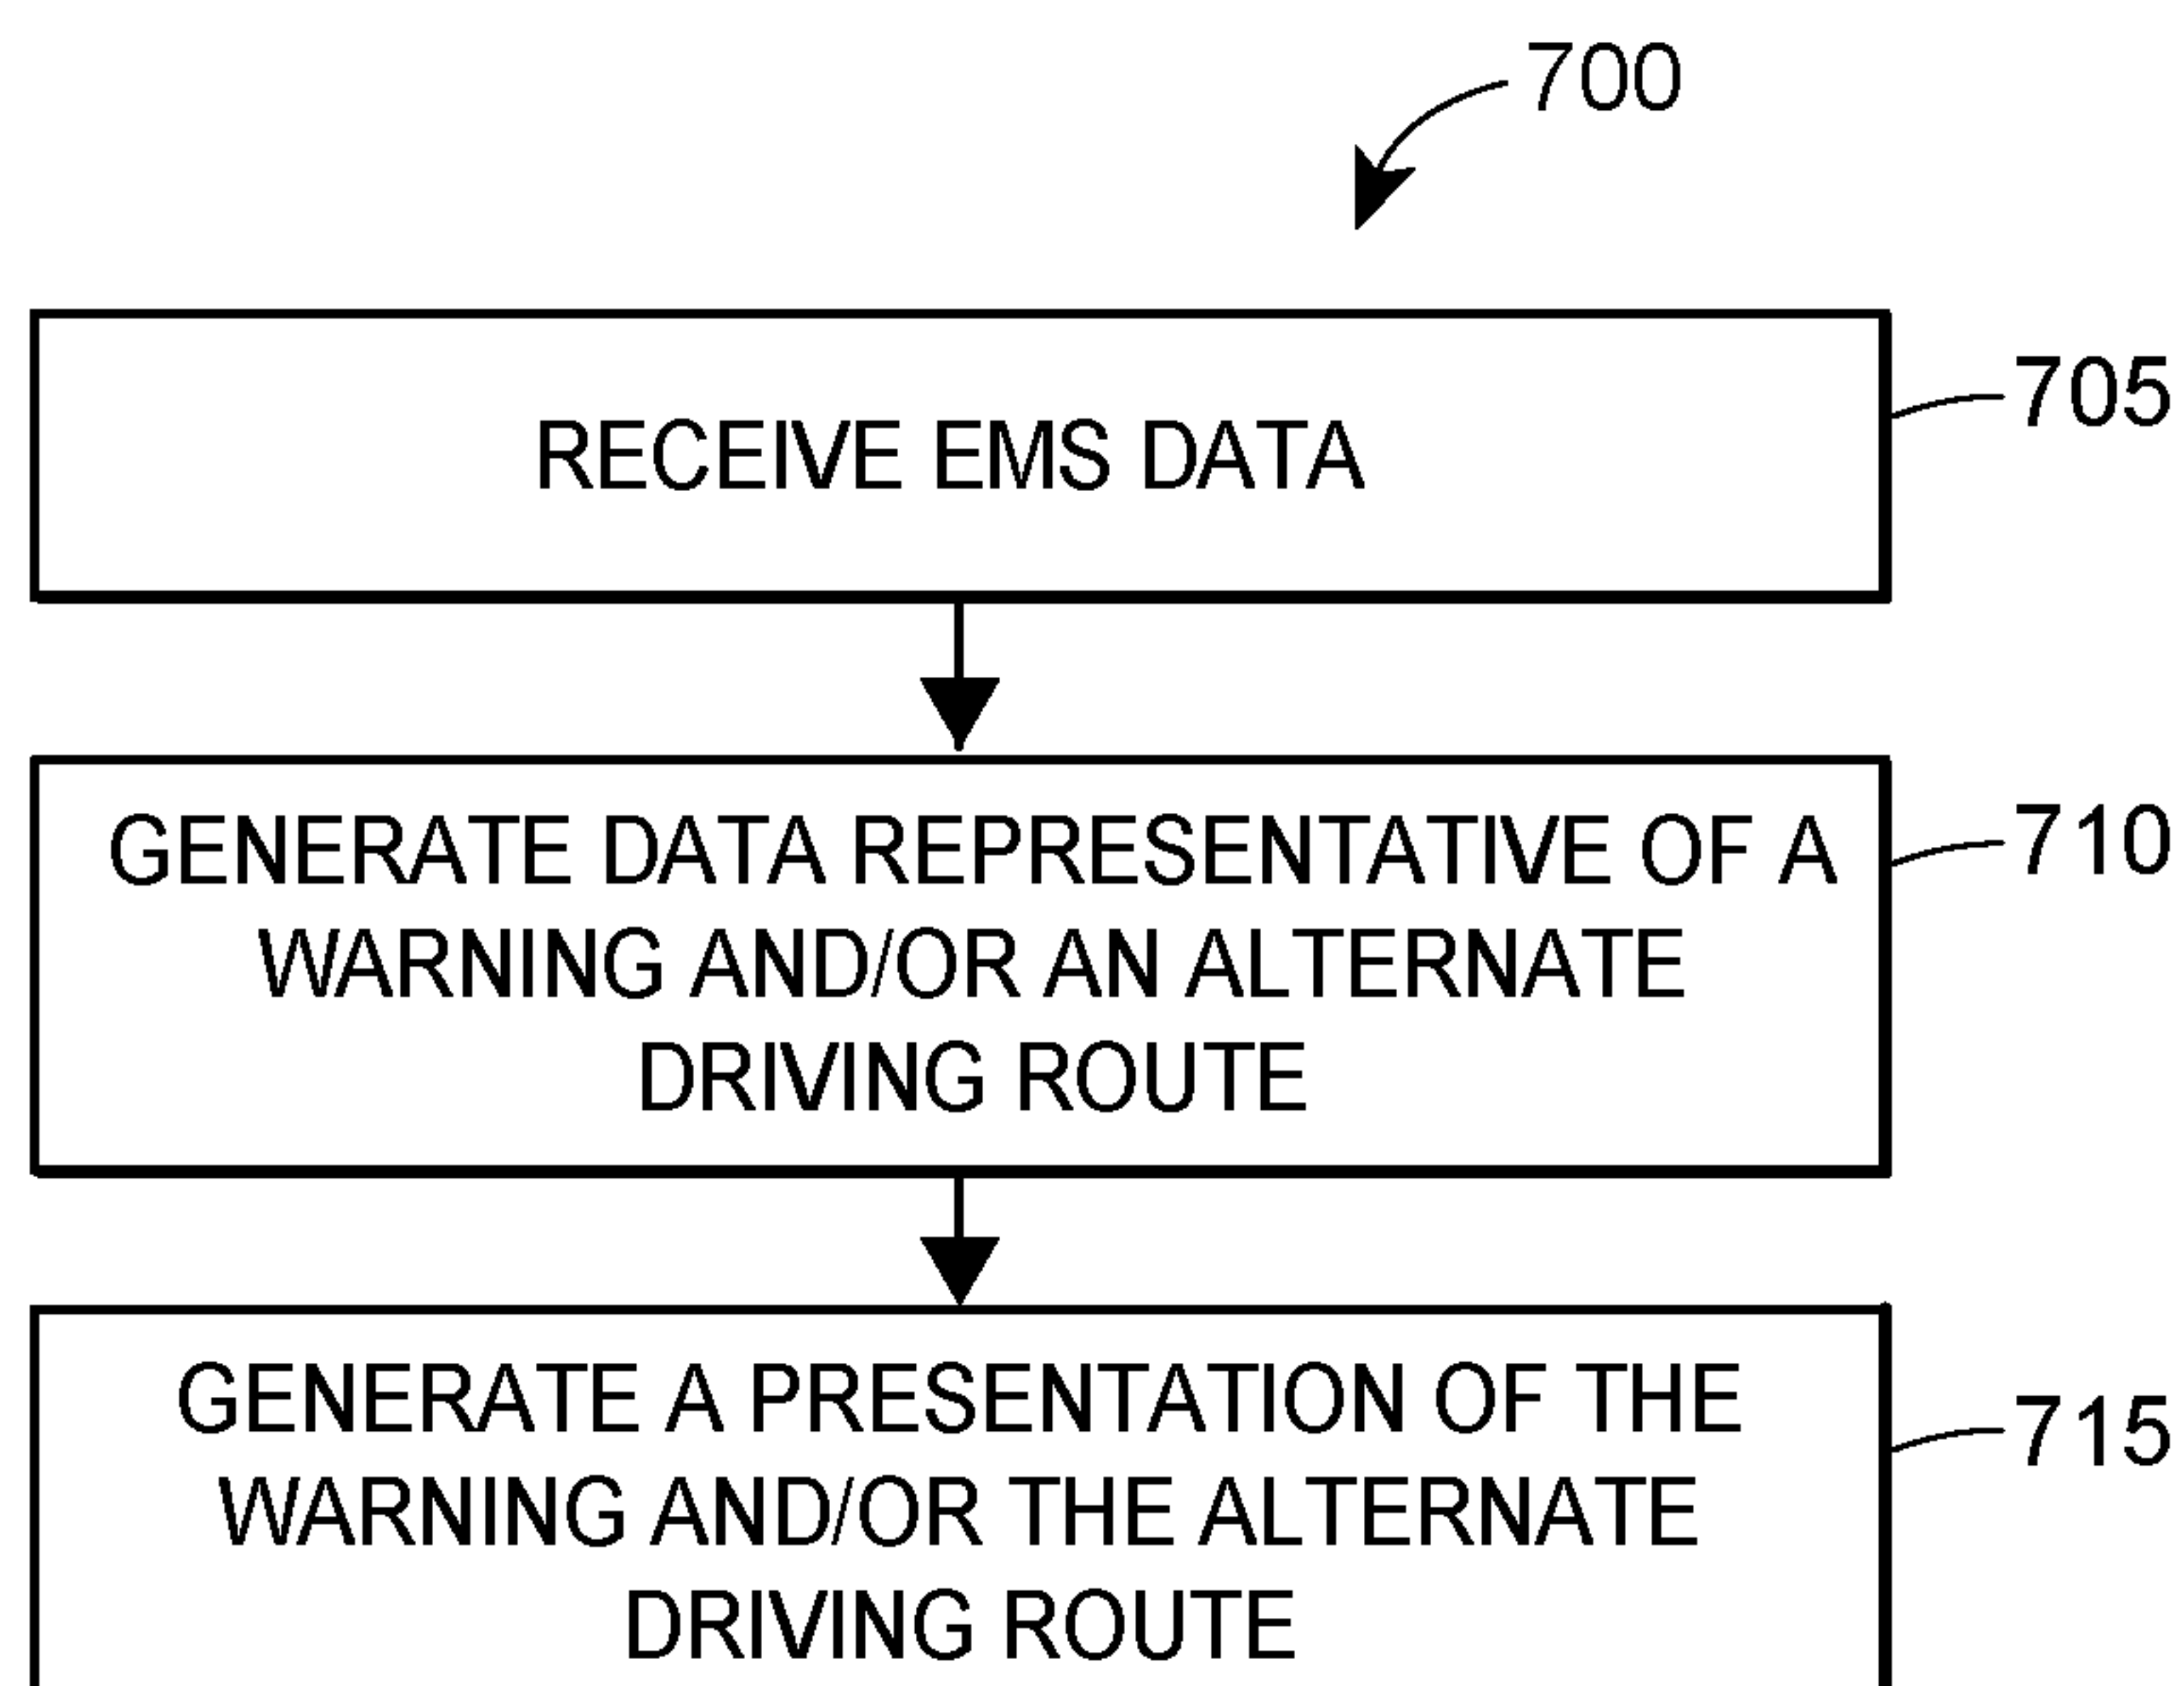 700
RECEIVE EMS DATA
705
GENERATE DATA REPRESENTATIVE OF A
WARNING AND/OR AN ALTERNATE
DRIVING ROUTE
710
GENERATE A PRESENTATION OF THE
WARNING AND/OR THE ALTERNATE
DRIVING ROUTE
715